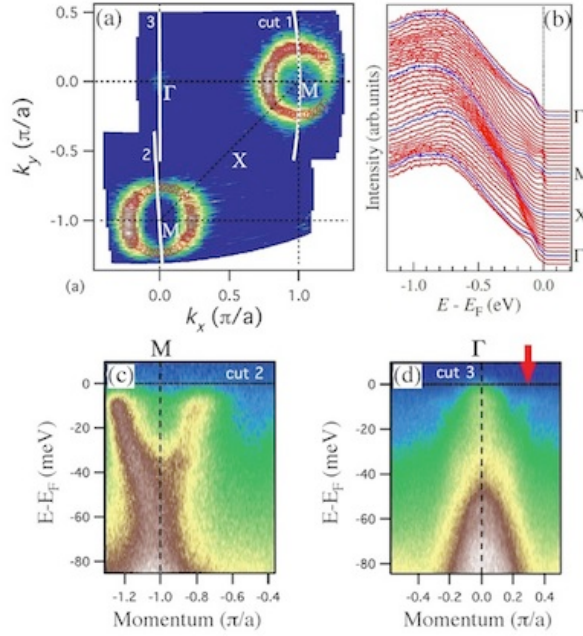 (a)
3
cut 1
Γ
M
2
X
M
0.5
0.0
-0.5
-1.0
k_y (π/a)
(a)
0.0
0.5
1.0
k_x (π/a)
(b)
Intensity (arb.units)
Γ
M
X
Γ
-1.0
-0.5
0.0
E - E_F (eV)
M
(c)
cut 2
0
-20
-40
-60
-80
E-E_F (meV)
-1.2
-1.0
-0.8
-0.6
-0.4
Momentum (π/a)
Γ
(d)
cut 3
0
-20
-40
-60
-80
E-E_F (meV)
-0.4
-0.2
0.0
0.2
0.4
Momentum (π/a)